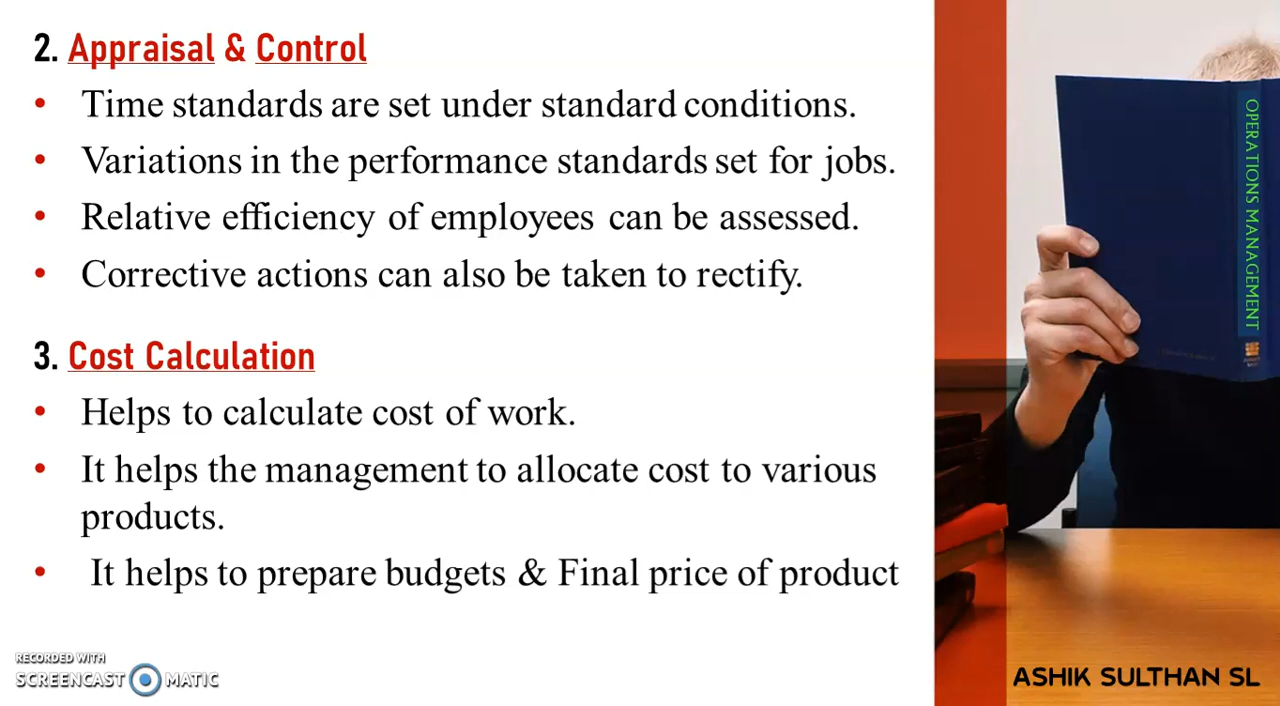 2. Appraisal & Control
• Time standards are set under standard conditions.
• Variations in the performance standards set for jobs.
• Relative efficiency of employees can be assessed.
• Corrective actions can also be taken to rectify.
3. Cost Calculation
• Helps to calculate cost of work.
• It helps the management to allocate cost to various
products.
• It helps to prepare budgets & Final price of product
OPERATIONS MANAGEMENT
RECORDED WITH
SCREENCAST MATIC
ASHIK SULTHAN SL